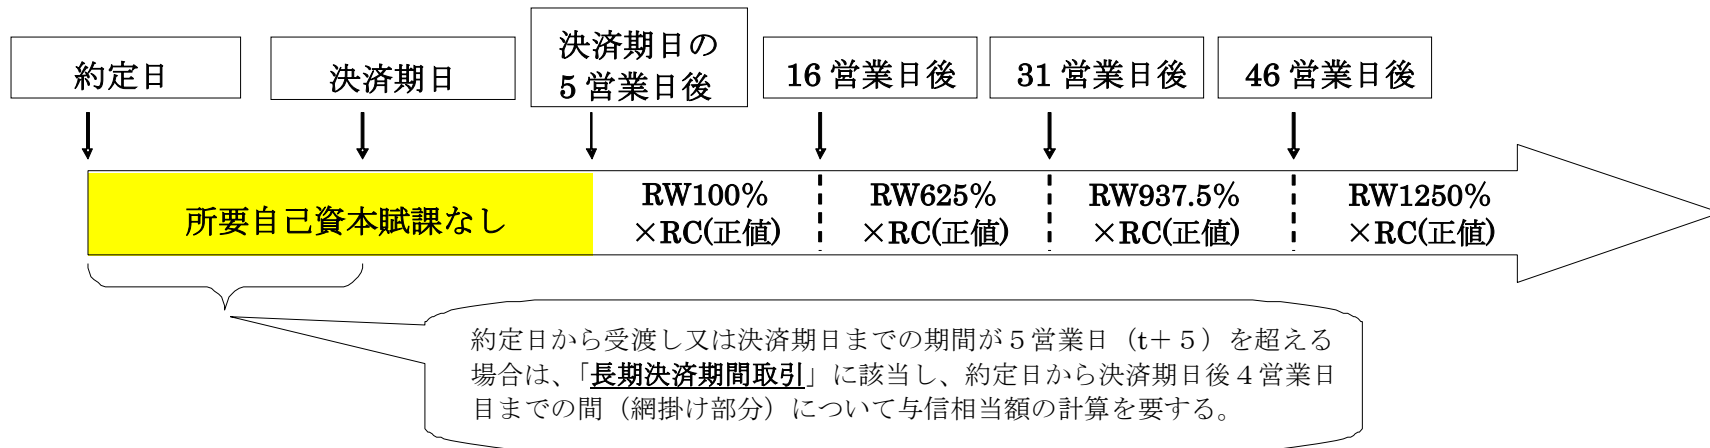 約定日
決済期日
決済期日の
5 営業日後
16 営業日後
31 営業日後
46 営業日後
所要自己資本賦課なし
RW100%
×RC(正値)
RW625%
×RC(正値)
RW937.5%
×RC(正値)
RW1250%
×RC(正値)
約定日から受渡し又は決済期日までの期間が５営業日（t＋５）を超える
場合は、「長期決済期間取引」に該当し、約定日から決済期日後４営業日
目までの間（網掛け部分）について与信相当額の計算を要する。